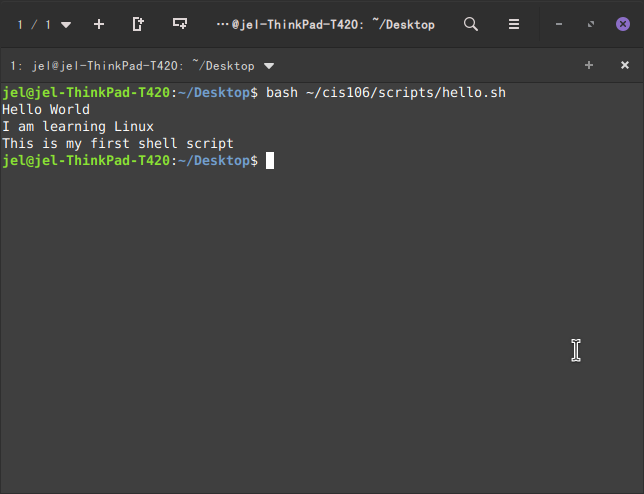 1 / 1
…@jel-ThinkPad-T420: ~/Desktop
1: jel@jel-ThinkPad-T420: ~/Desktop
jel@jel-ThinkPad-T420:~/Desktop$ bash ~/cis106/scripts/hello.sh
Hello World
I am learning Linux
This is my first shell script
jel@jel-ThinkPad-T420:~/Desktop$